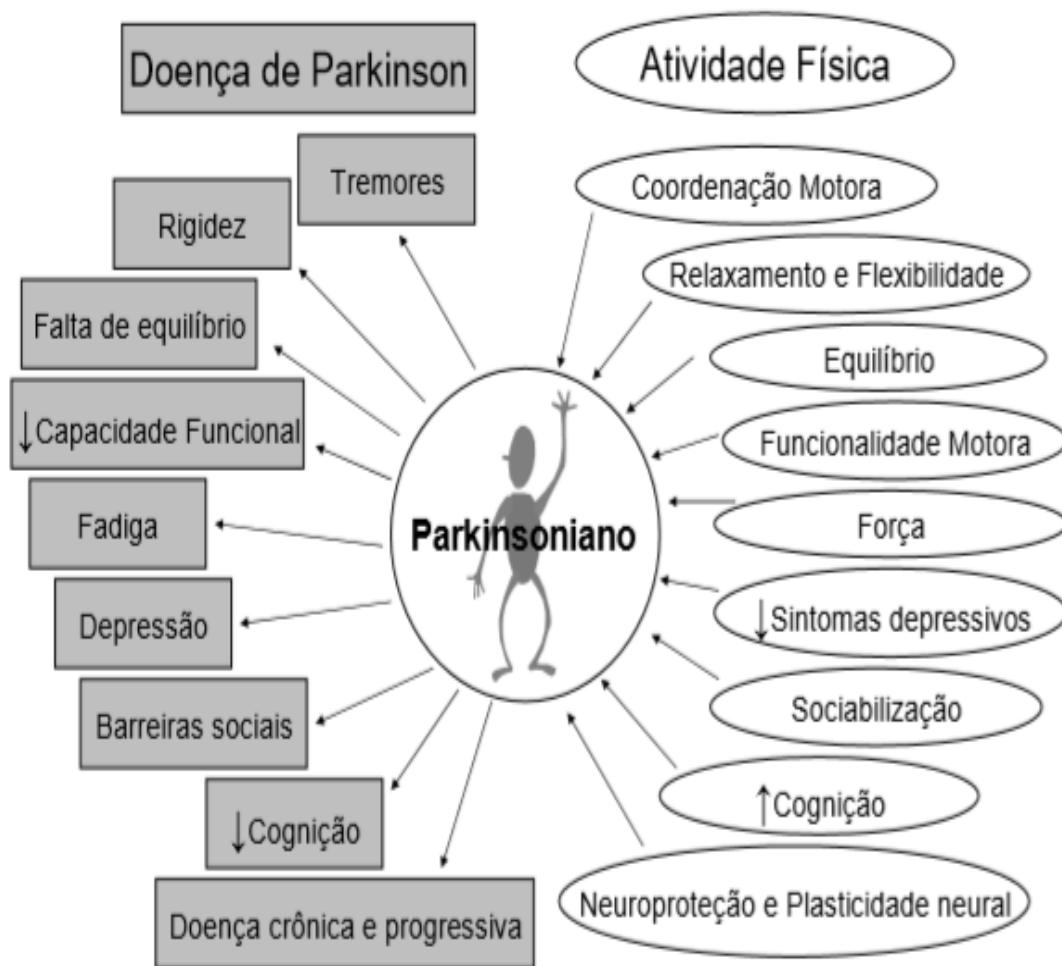 Doença de Parkinson
Atividade Física
Tremores
Rigidez
Falta de equilíbrio
↓Capacidade Funcional
Fadiga
Depressão
Barreiras sociais
↓Cognição
Doença crônica e progressiva
Parkinsoniano
Coordenação Motora
Relaxamento e Flexibilidade
Equilíbrio
Funcionalidade Motora
Força
↓Sintomas depressivos
Sociabilização
↑Cognição
Neuroproteção e Plasticidade neural